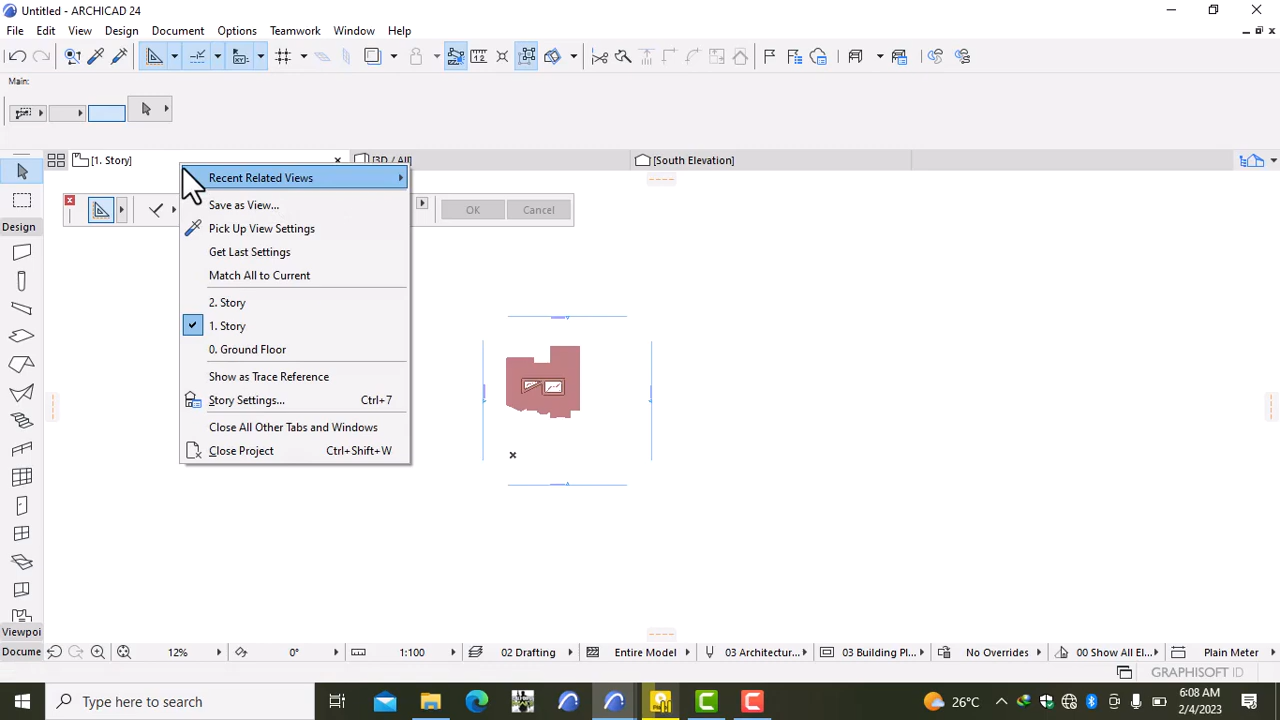 Untitled - ARCHICAD 24
File Edit View Design Document Options Teamwork Window Help
Main:
[1. Story]
[3D / All]
[South Elevation]
Recent Related Views
Save as View...
Pick Up View Settings
Get Last Settings
Match All to Current
2. Story
1. Story
0. Ground Floor
Show as Trace Reference
Story Settings... Ctrl+7
Close All Other Tabs and Windows
Close Project Ctrl+Shift+W
OK Cancel
Design
Viewpoi
Docume
12% 0° 1:100 02 Drafting Entire Model 03 Architectur... 03 Building Pl... No Overrides 00 Show All El... Plain Meter
GRAPHISOFT ID
Type here to search
26°C
6:08 AM
2/4/2023